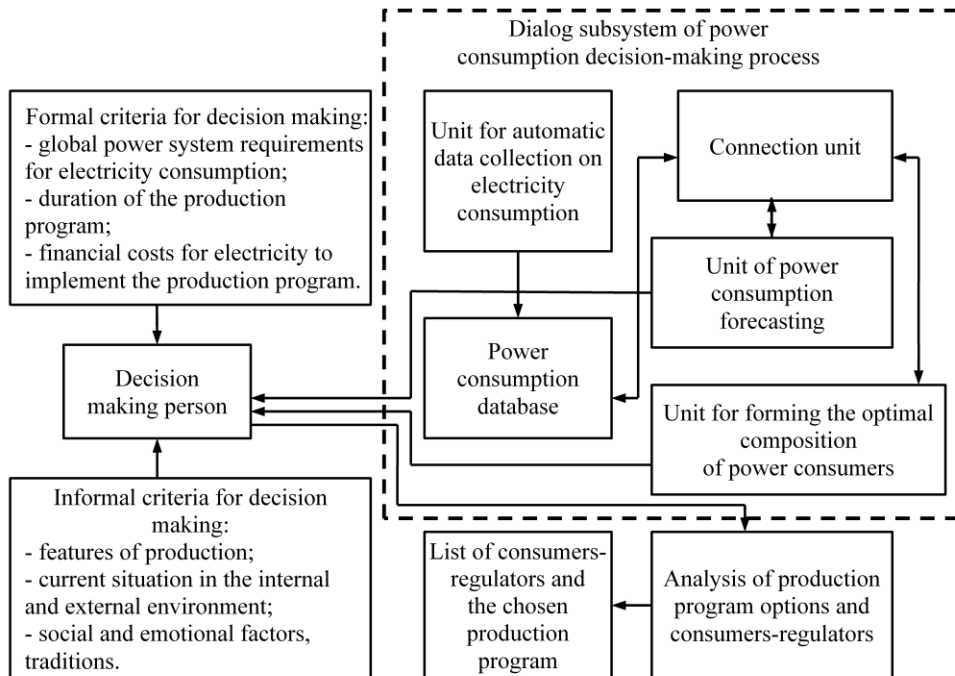 Dialog subsystem of power
consumption decision-making process
Formal criteria for decision making:
- global power system requirements
for electricity consumption;
- duration of the production
program;
- financial costs for electricity to
implement the production program.
Unit for automatic
data collection on
electricity
consumption
Connection unit
Unit of power
consumption
forecasting
Decision
making person
Power
consumption
database
Unit for forming the optimal
composition
of power consumers
Informal criteria for decision
making:
- features of production;
- current situation in the internal
and external environment;
- social and emotional factors,
traditions.
List of consumers-
regulators and
the chosen
production
program
Analysis of production
program options and
consumers-regulators